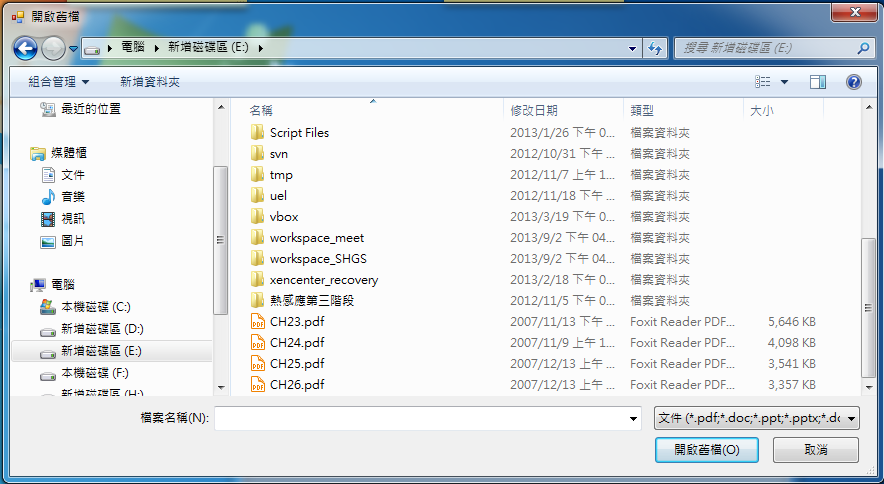 開啟舊檔
電腦 新增磁碟區 (E:)
搜尋 新增磁碟區 (E:)
組合管理 新增資料夾
最近的位置
媒體櫃
文件
音樂
視訊
圖片
電腦
本機磁碟 (C:)
新增磁碟區 (D:)
新增磁碟區 (E:)
本機磁碟 (F:)
新增磁碟區 (H:)
名稱 修改日期 類型 大小
Script Files 2013/1/26 下午 0... 檔案資料夾
svn 2012/10/31 下午 ... 檔案資料夾
tmp 2012/11/7 上午 1... 檔案資料夾
uel 2012/11/18 下午 ... 檔案資料夾
vbox 2013/3/19 下午 0... 檔案資料夾
workspace_meet 2013/9/2 下午 04... 檔案資料夾
workspace_SHGS 2013/9/2 下午 04... 檔案資料夾
xencenter_recovery 2013/2/18 下午 0... 檔案資料夾
熱感應第三階段 2012/11/5 下午 0... 檔案資料夾
CH23.pdf 2007/11/13 下午 ... Foxit Reader PDF... 5,646 KB
CH24.pdf 2007/11/9 上午 1... Foxit Reader PDF... 4,098 KB
CH25.pdf 2007/12/13 上午 ... Foxit Reader PDF... 3,541 KB
CH26.pdf 2007/12/13 上午 ... Foxit Reader PDF... 3,357 KB
檔案名稱(N): 文件 (*.pdf;*.doc;*.ppt;*.pptx;*.dc
開啟舊檔(O) 取消